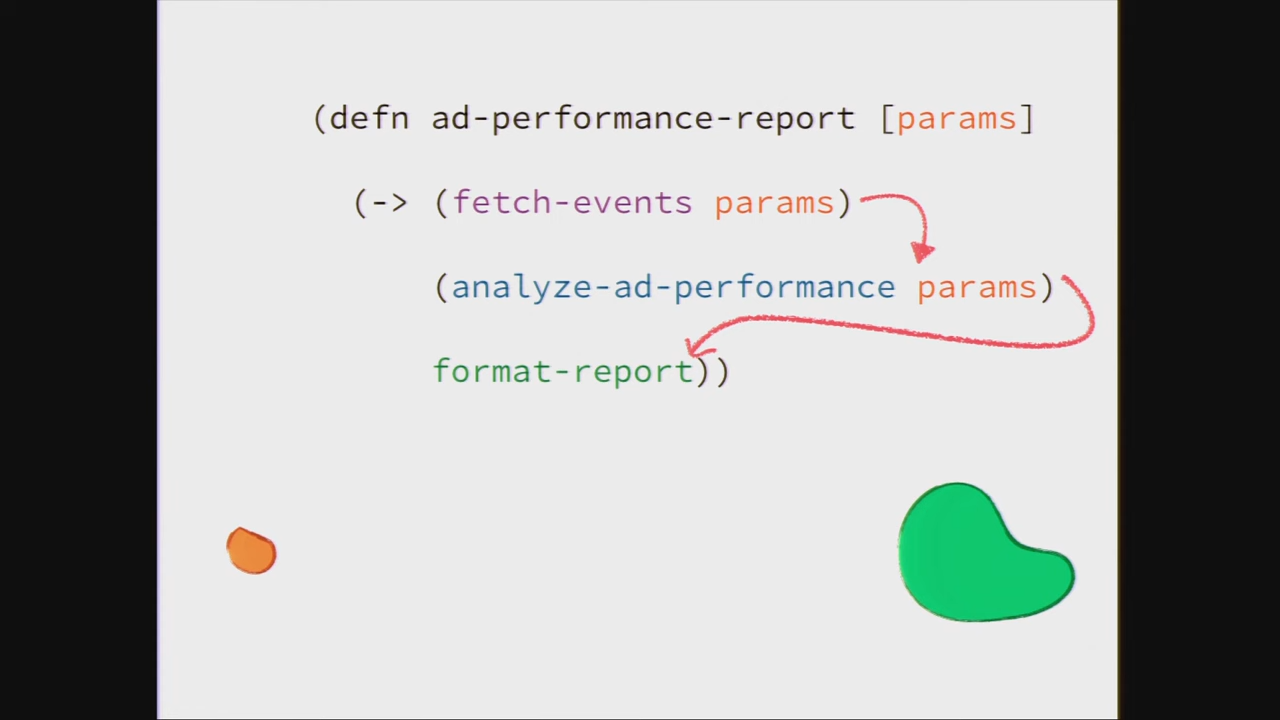 (defn ad-performance-report [params]
(-> (fetch-events params)
(analyze-ad-performance params)
format-report))